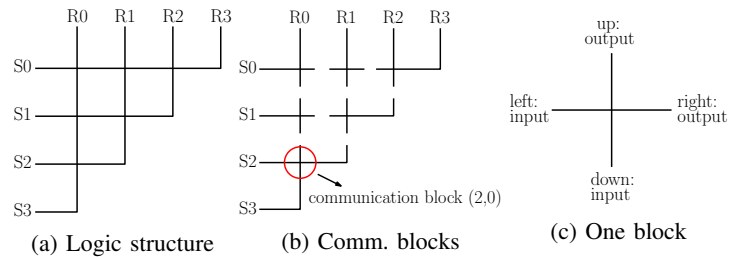 R0 R1 R2 R3
S0
S1
S2
S3
(a) Logic structure
R0 R1 R2 R3
S0
S1
S2
S3
communication block (2,0)
(b) Comm. blocks
up:
output
left:
input
right:
output
down:
input
(c) One block